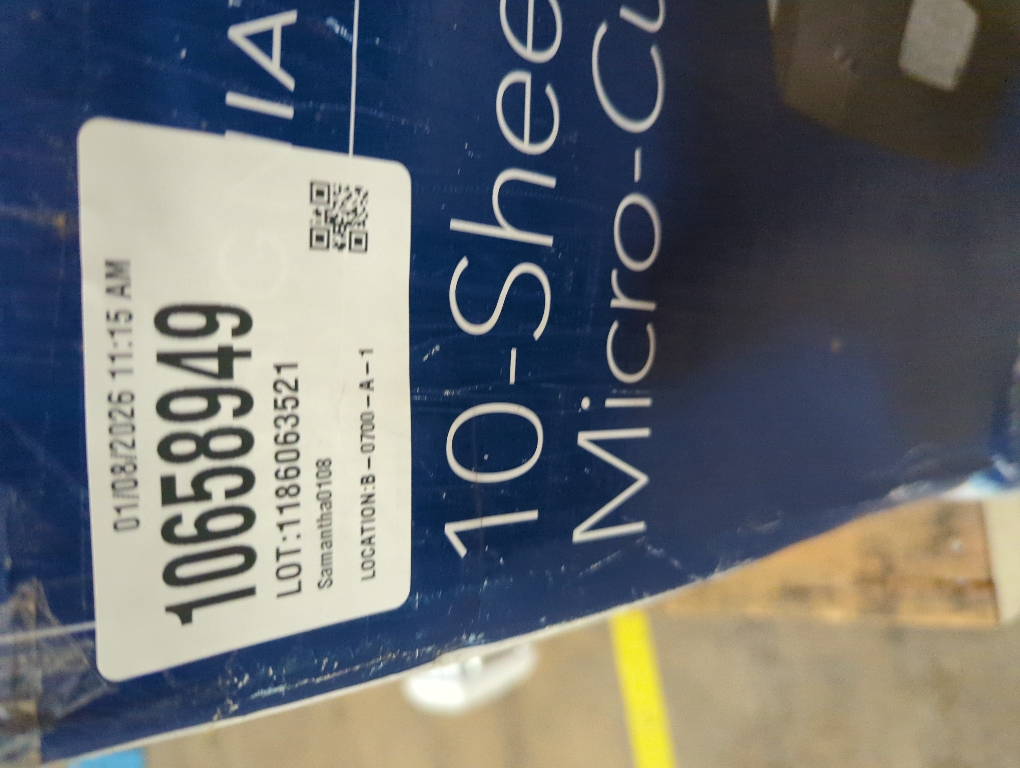 01/08/2026 11:15 AM
10658949
LOT:1186063521
Samantha0108
LOCATION:B-0700-A-1
10-Shee
Micro-Cu